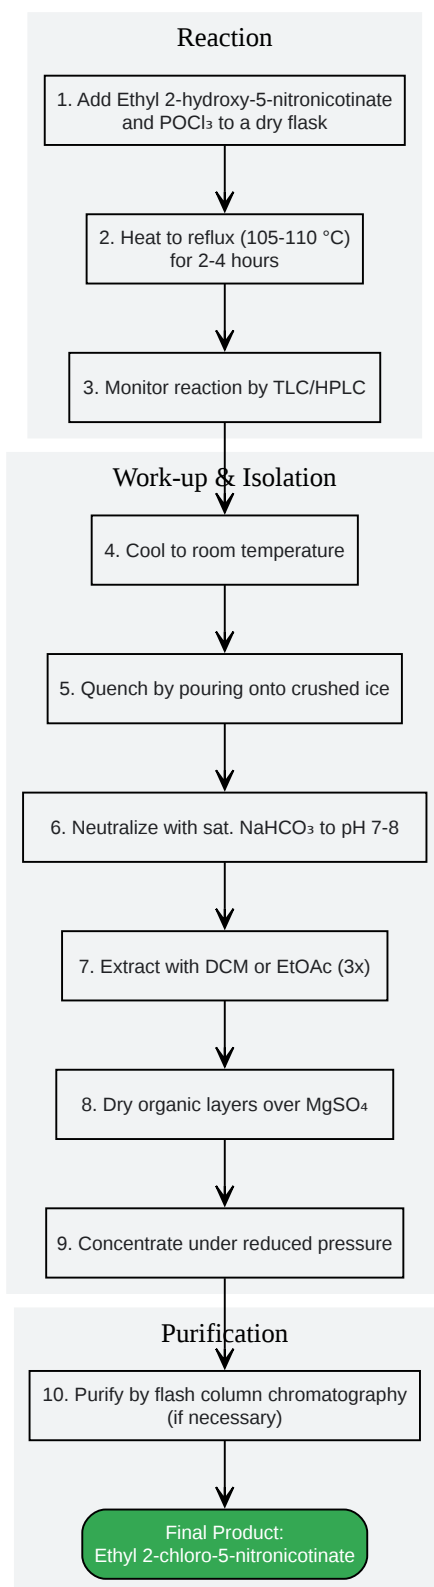 Reaction
1. Add Ethyl 2-hydroxy-5-nitronicotinate
and POCl₃ to a dry flask
2. Heat to reflux (105-110 °C)
for 2-4 hours
3. Monitor reaction by TLC/HPLC
Work-up & Isolation
4. Cool to room temperature
5. Quench by pouring onto crushed ice
6. Neutralize with sat. NaHCO₃ to pH 7-8
7. Extract with DCM or EtOAc (3x)
8. Dry organic layers over MgSO₄
9. Concentrate under reduced pressure
Purification
10. Purify by flash column chromatography
(if necessary)
Final Product:
Ethyl 2-chloro-5-nitronicotinate